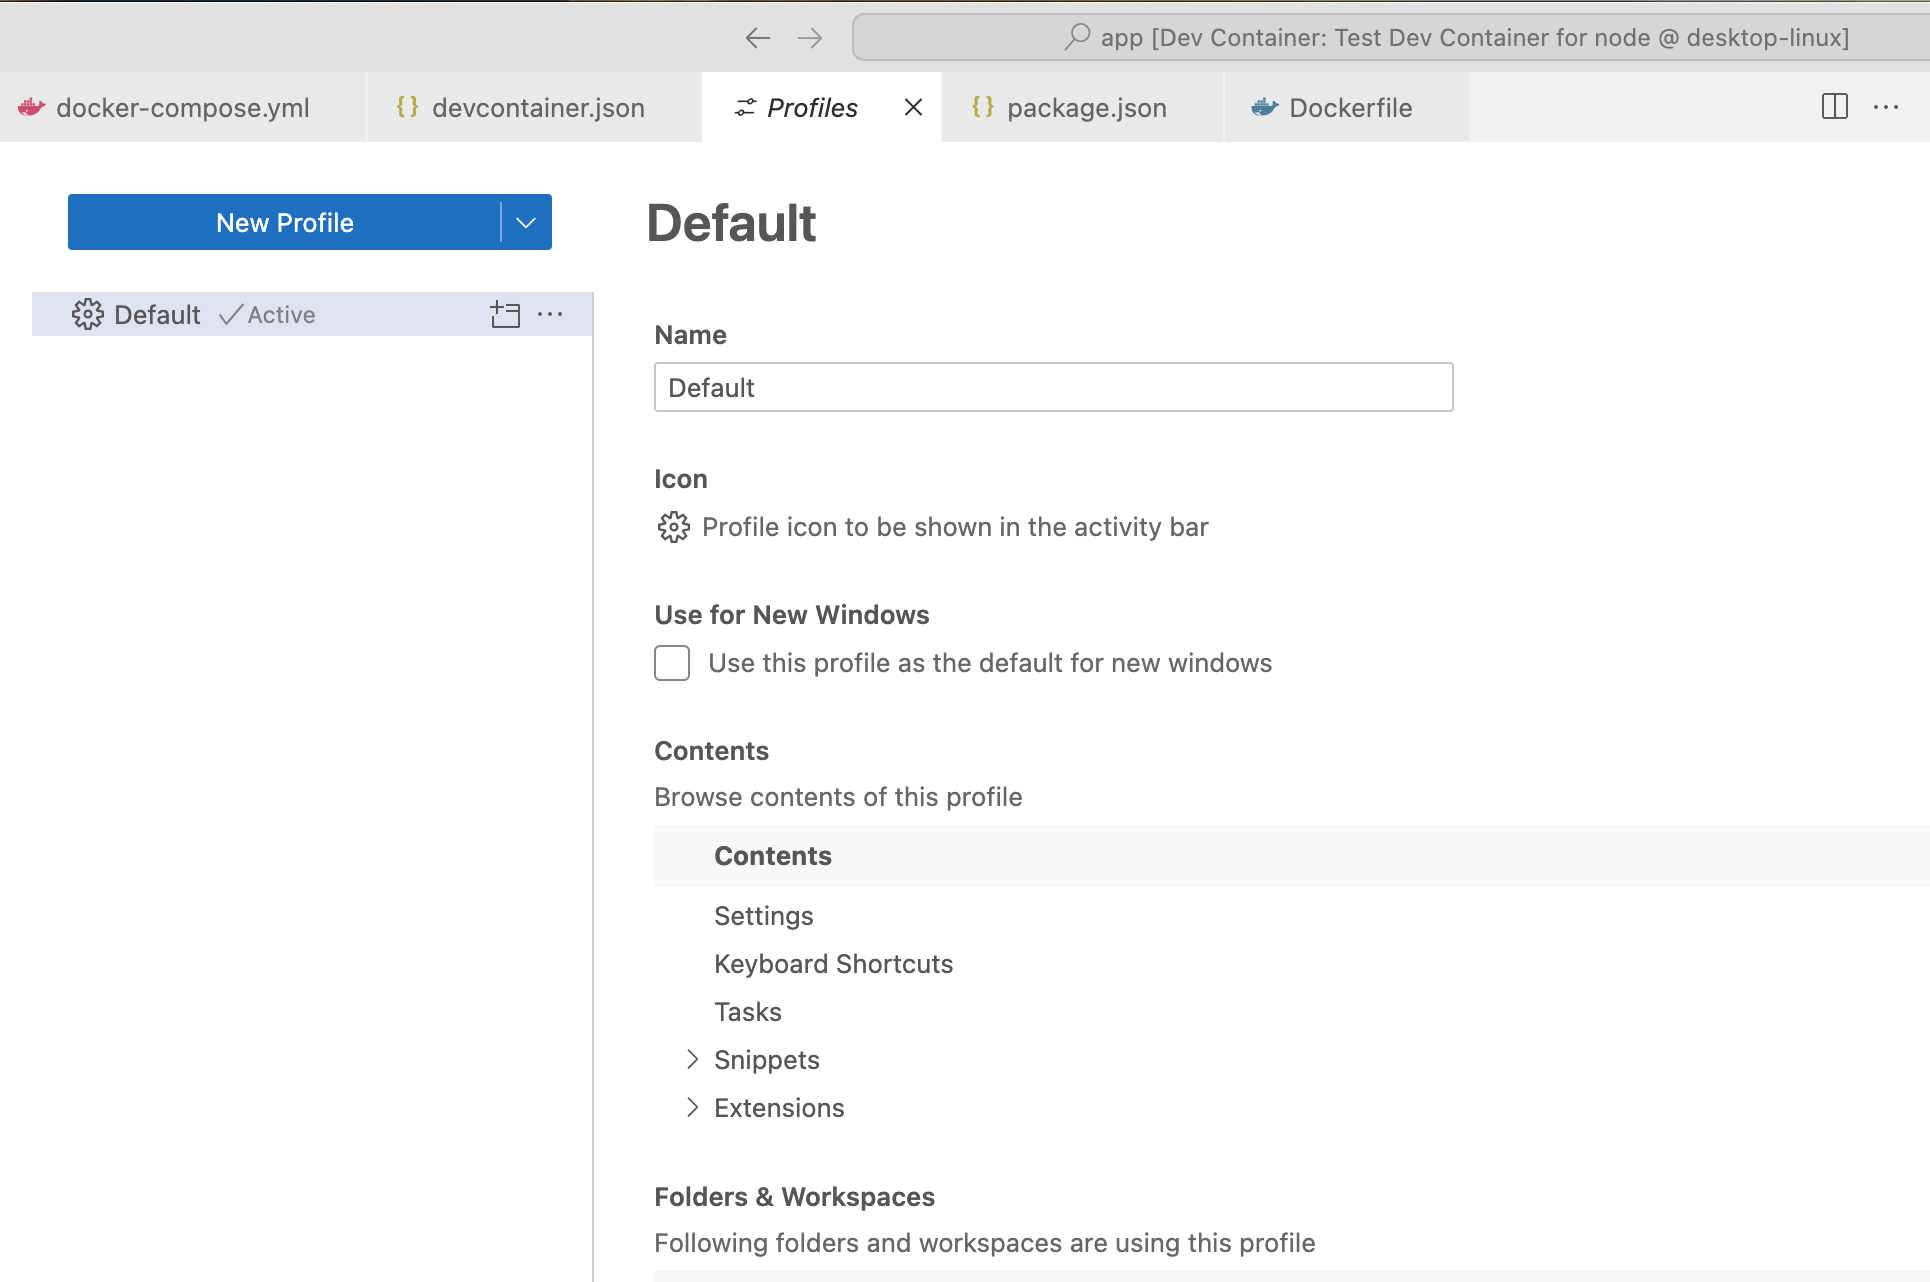 app [Dev Container: Test Dev Container for node @ desktop-linux]
docker-compose.yml
devcontainer.json
Profiles
package.json
Dockerfile
New Profile
Default Active
Default
Name
Default
Icon
Profile icon to be shown in the activity bar
Use for New Windows
Use this profile as the default for new windows
Contents
Browse contents of this profile
Contents
Settings
Keyboard Shortcuts
Tasks
Snippets
Extensions
Folders & Workspaces
Following folders and workspaces are using this profile